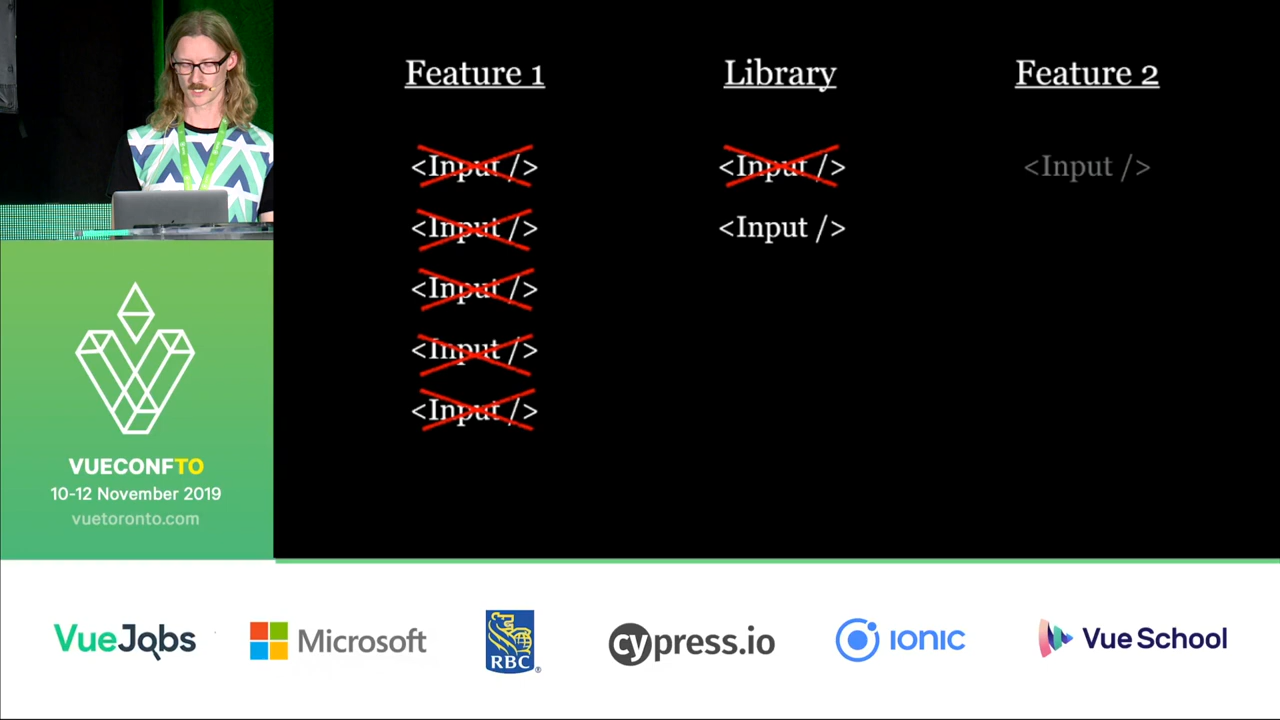 Feature 1
<Input />
<Input />
<Input />
<Input />
<Input />
Library
<Input />
<Input />
Feature 2
<Input />
VUECONFTO
10-12 November 2019
vuetoronto.com
VueJobs
Microsoft
RBC
®
cypress.io
IONIC
Vue School